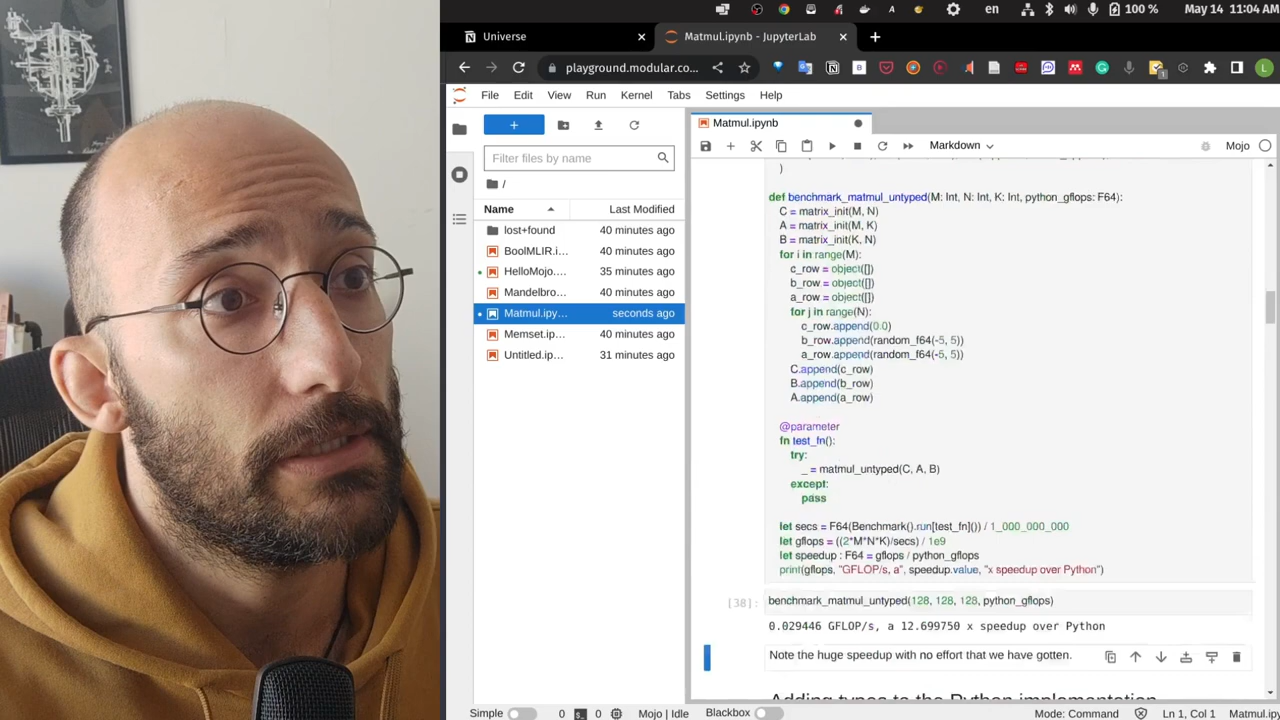 en
100 %
May 14 11:04 AM
Universe
Matmul.ipynb - JupyterLab
playground.modular.co...
File Edit View Run Kernel Tabs Settings Help
Matmul.ipynb
Filter files by name
Markdown
Mojo
/
Name
Last Modified
lost+found 40 minutes ago
BoolMLIR.i... 40 minutes ago
HelloMojo.... 35 minutes ago
Mandelbro... 40 minutes ago
Matmul.ipy... seconds ago
Memset.ip... 40 minutes ago
Untitled.ip... 31 minutes ago
)
def benchmark_matmul_untyped(M: Int, N: Int, K: Int, python_gflops: F64):
C = matrix_init(M, N)
A = matrix_init(M, K)
B = matrix_init(K, N)
for i in range(M):
c_row = object([])
b_row = object([])
a_row = object([])
for j in range(N):
c_row.append(0.0)
b_row.append(random_f64(-5, 5))
a_row.append(random_f64(-5, 5))
C.append(c_row)
B.append(b_row)
A.append(a_row)
@parameter
fn test_fn():
try:
_ = matmul_untyped(C, A, B)
except:
pass
let secs = F64(Benchmark().run[test_fn]()) / 1_000_000_000
let gflops = ((2*M*N*K)/secs) / 1e9
let speedup : F64 = gflops / python_gflops
print(gflops, "GFLOP/s, a", speedup.value, "x speedup over Python")
[38]: benchmark_matmul_untyped(128, 128, 128, python_gflops)
0.029446 GFLOP/s, a 12.699750 x speedup over Python
Note the huge speedup with no effort that we have gotten.
Adding types to the Python implementation
Simple 0 0 Mojo | Idle Blackbox Mode: Command Ln 1, Col 1 Matmul.ip